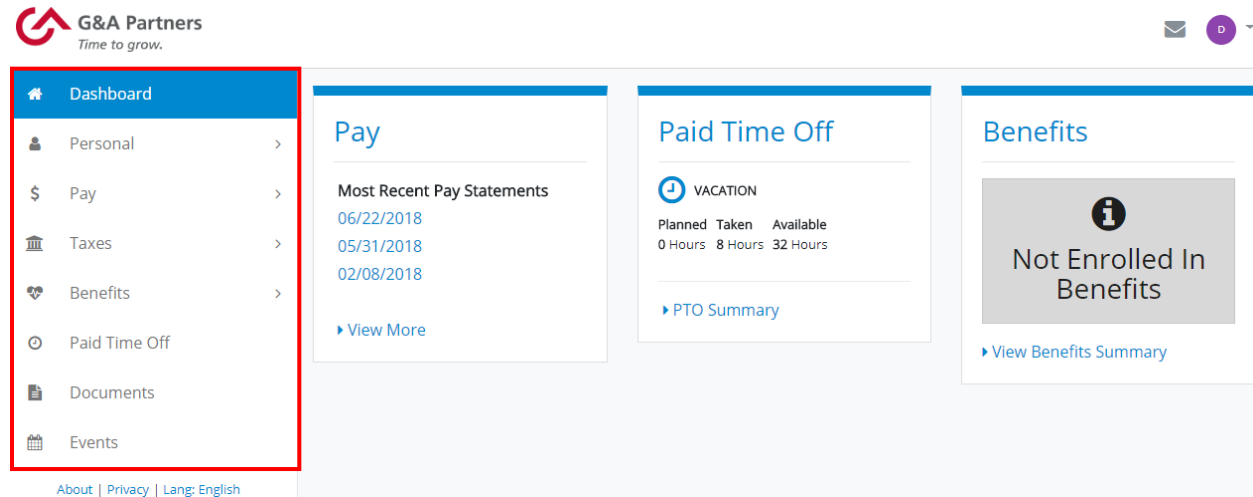 G&A Partners
Time to grow.
D
Dashboard
Personal
Pay
Taxes
Benefits
Paid Time Off
Documents
Events
About | Privacy | Lang: English
Pay
Most Recent Pay Statements
06/22/2018
05/31/2018
02/08/2018
View More
Paid Time Off
VACATION
Planned Taken Available
0 Hours 8 Hours 32 Hours
PTO Summary
Benefits
Not Enrolled In
Benefits
View Benefits Summary